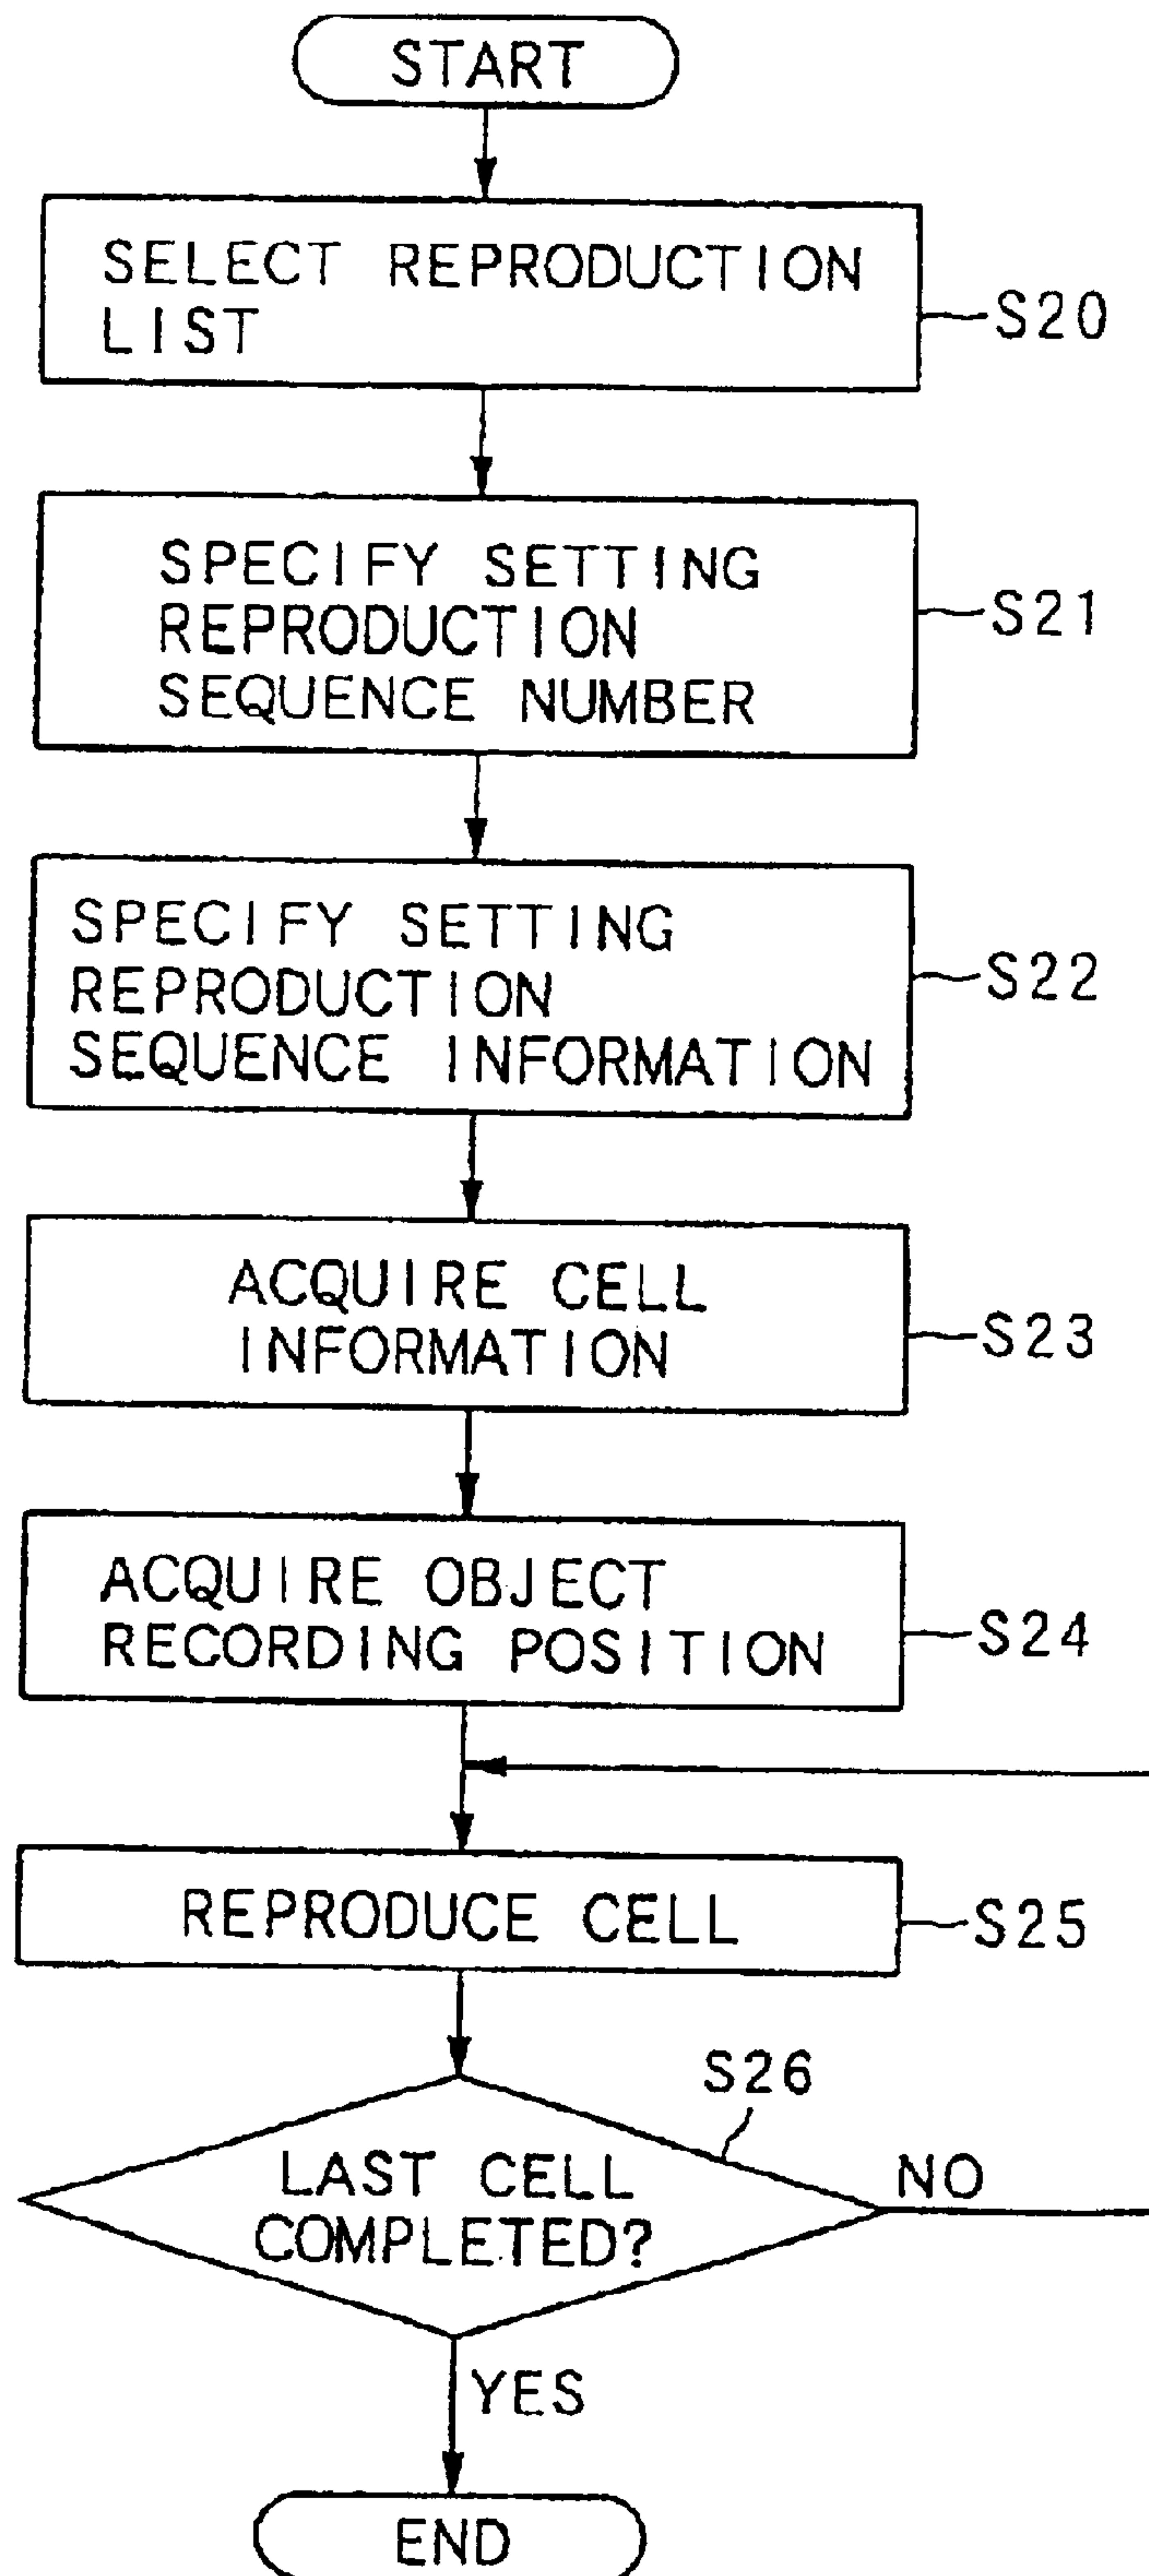 START
SELECT REPRODUCTION
LIST
S20
SPECIFY SETTING
REPRODUCTION
SEQUENCE NUMBER
S21
SPECIFY SETTING
REPRODUCTION
SEQUENCE INFORMATION
S22
ACQUIRE CELL
INFORMATION
S23
ACQUIRE OBJECT
RECORDING POSITION
S24
REPRODUCE CELL
S25
S26
LAST CELL
COMPLETED?
NO
YES
END